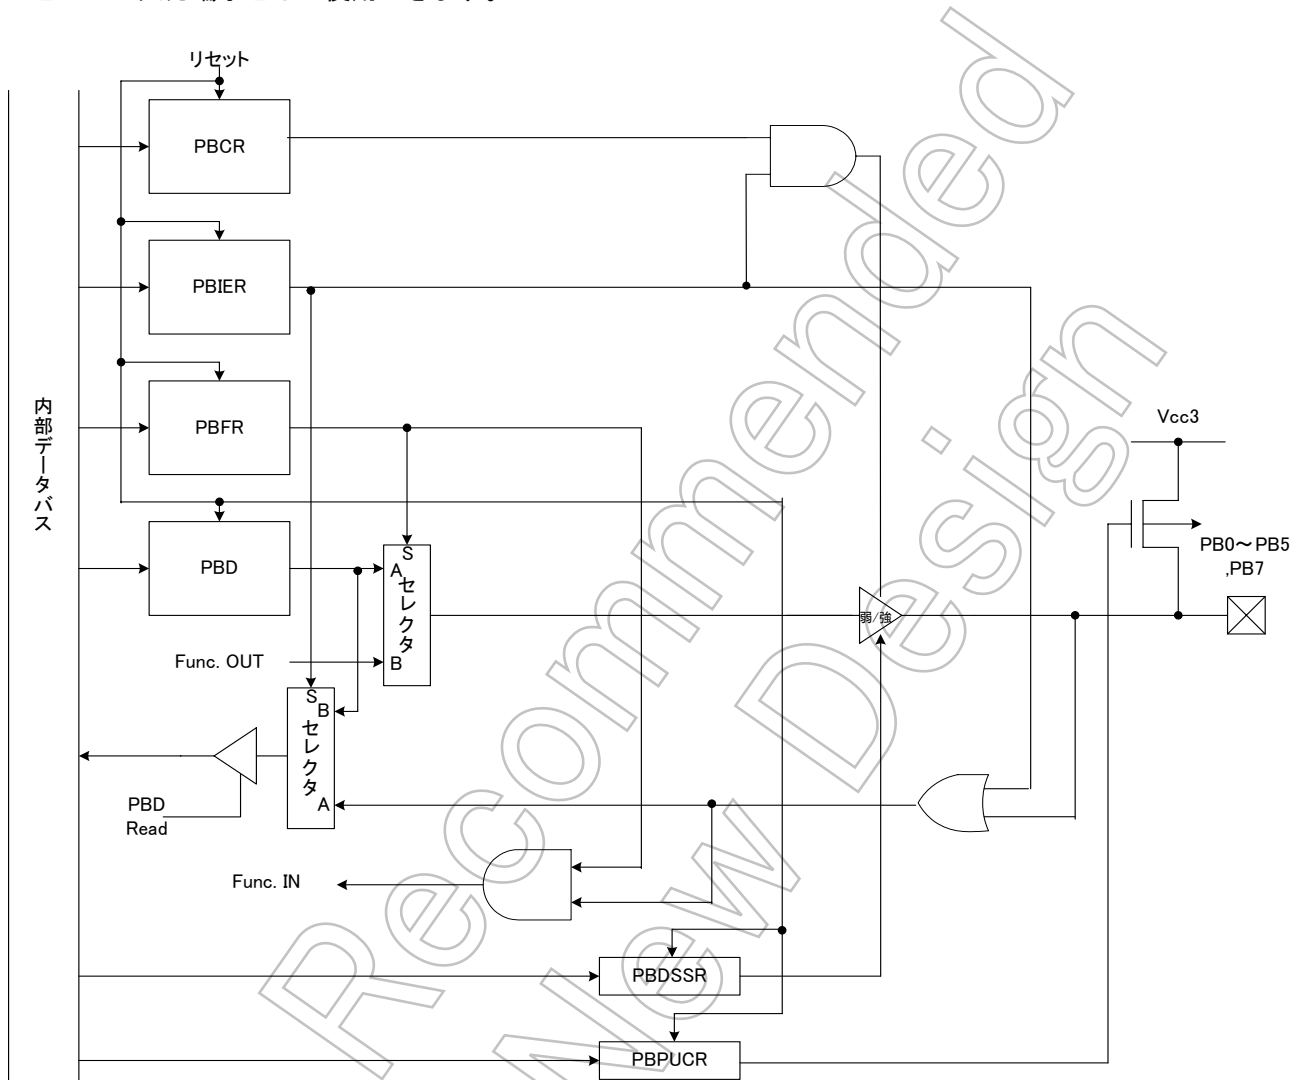 リセット
PBCR
PBIER
PBFR
内部データバス
Vcc3
PB0～PB5
,PB7
PBD
S
A
セレクタ
B
弱/強
Func. OUT
S
B
セレクタ
A
PBD
Read
Func. IN
PBDSSR
PBPUCR
Recommended
New Design